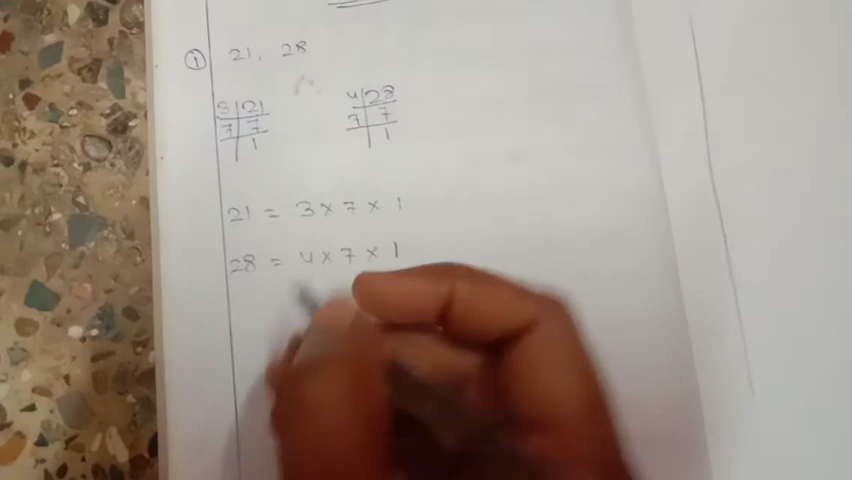 ① 21, 28
3 | 21    4 | 28
7 | 7    7 | 7
| 1    | 1
21 = 3 × 7 × 1
28 = 4 × 7 × 1